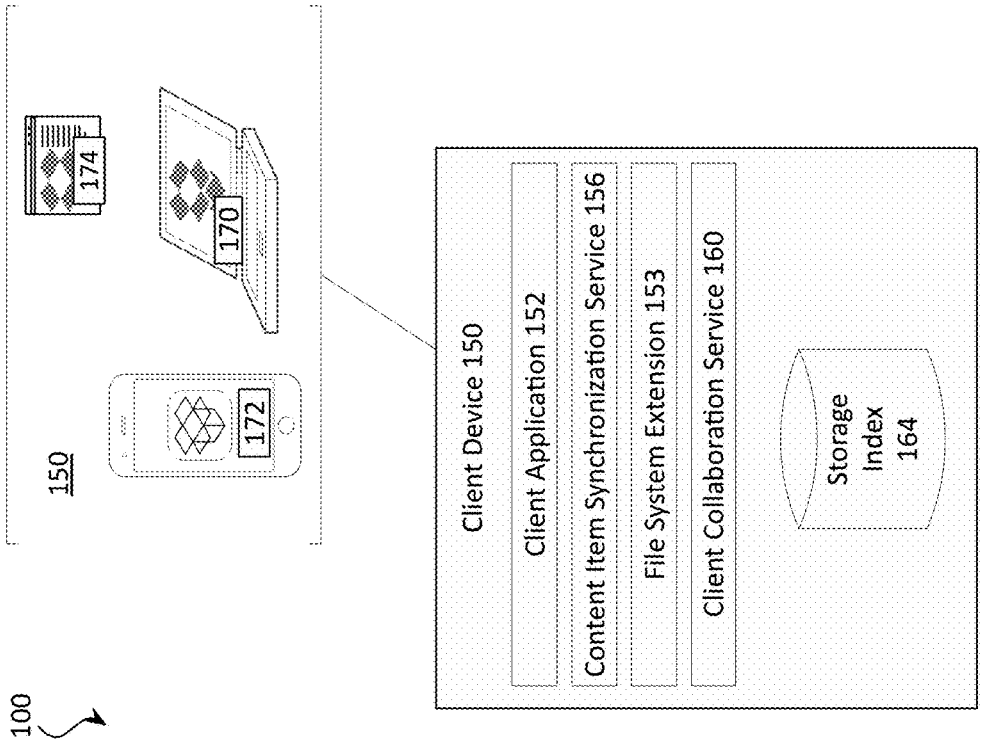 100
150
172
170
174
Client Device 150
Client Application 152
Content Item Synchronization Service 156
File System Extension 153
Client Collaboration Service 160
Storage
Index
164